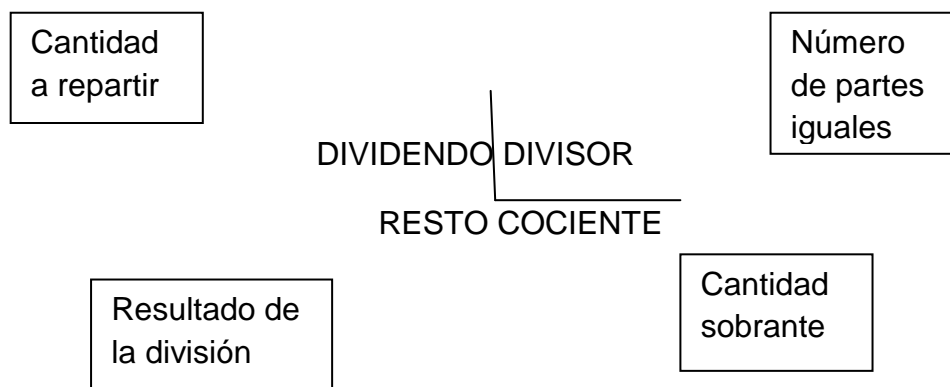 Cantidad
a repartir
Número
de partes
iguales
DIVIDENDO DIVISOR
RESTO COCIENTE
Resultado de
la división
Cantidad
sobrante